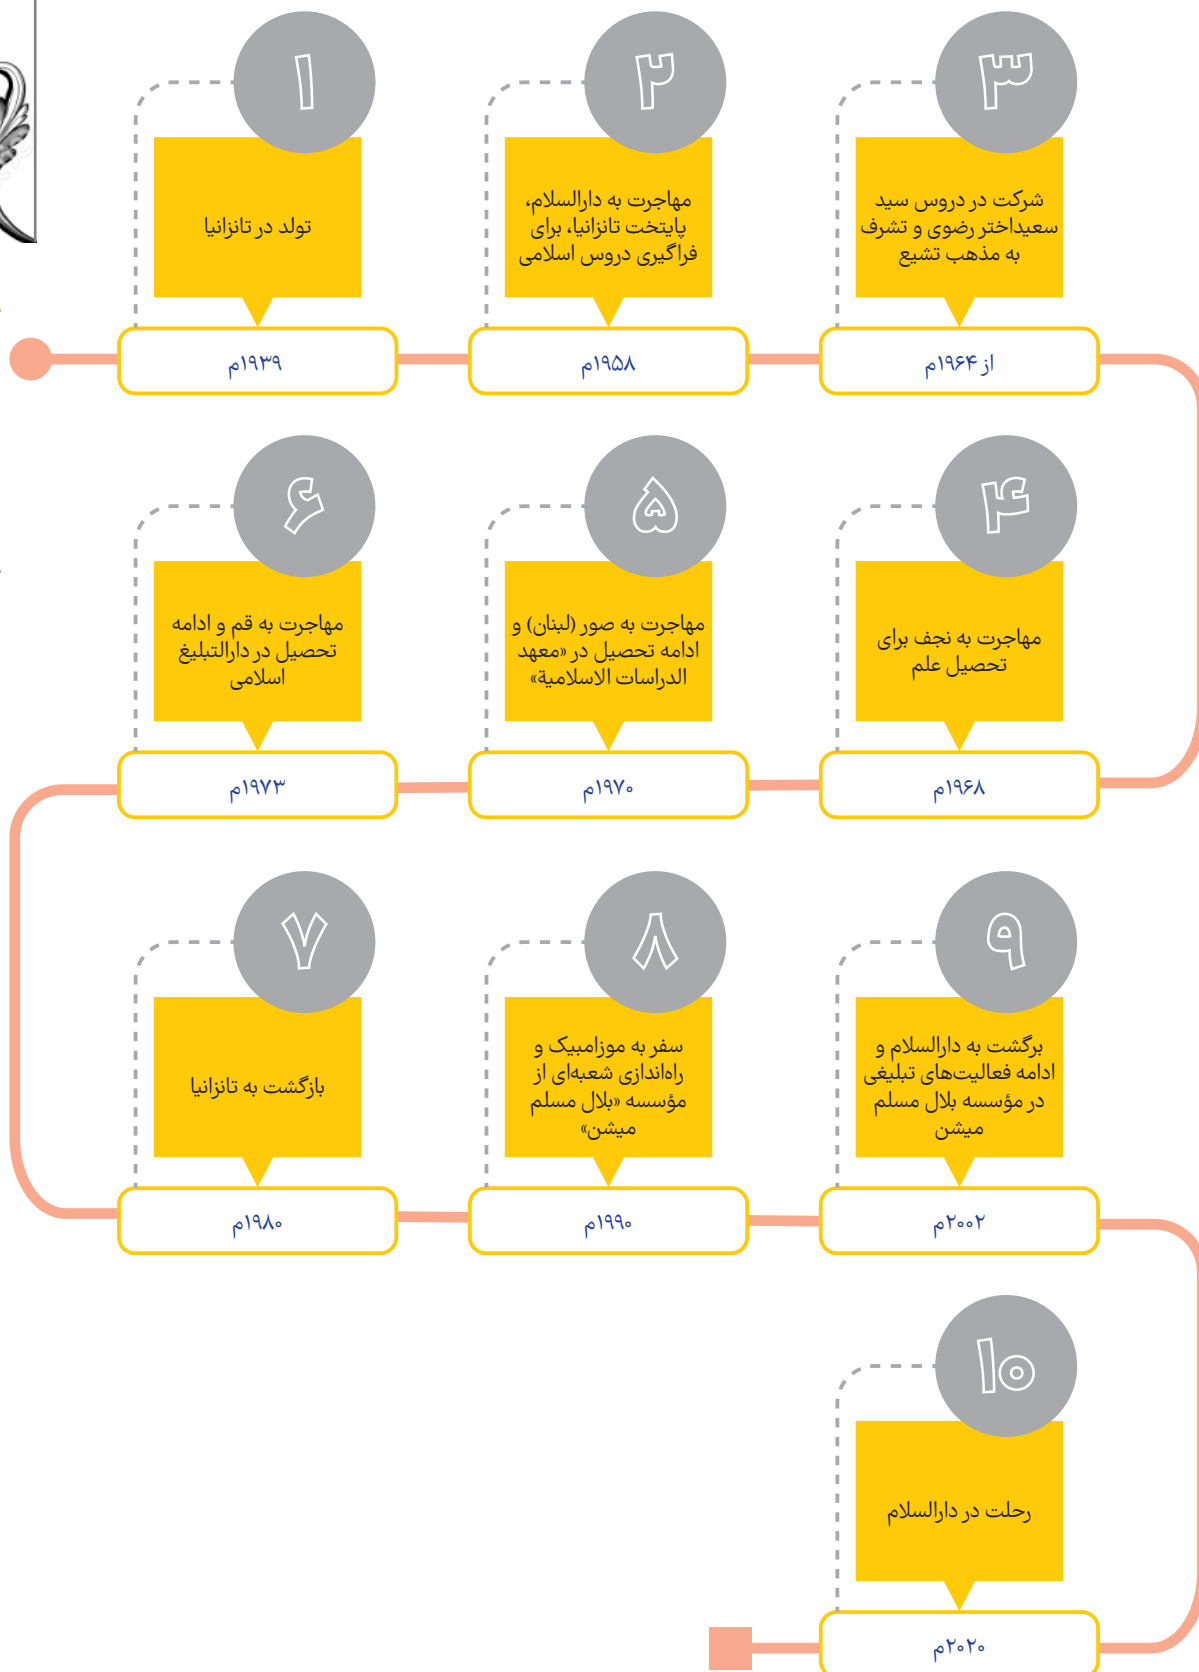 ۱
تولد در تانزانیا
۱۹۳۹م
۲
مهاجرت به دارالسلام،
پایتخت تانزانیا، برای
فراگیری دروس اسلامی
۱۹۵۸م
۳
شرکت در دروس سید
سعیداختر رضوی و تشرف
به مذهب تشیع
از ۱۹۶۴م
۴
مهاجرت به نجف برای
تحصیل علم
۱۹۶۸م
۵
مهاجرت به صور (لبنان) و
ادامه تحصیل در «معهد
الدراسات الاسلامیة»
۱۹۷۰م
۶
مهاجرت به قم و ادامه
تحصیل در دارالتبلیغ
اسلامی
۱۹۷۳م
۷
بازگشت به تانزانیا
۱۹۸۰م
۸
سفر به موزامبیک و
راه‌اندازی شعبه‌ای از
مؤسسه «بلال مسلم
میشن»
۱۹۹۰م
۹
برگشت به دارالسلام و
ادامه فعالیت‌های تبلیغی
در مؤسسه بلال مسلم
میشن
۲۰۰۲م
۱۰
رحلت در دارالسلام
۲۰۲۰م